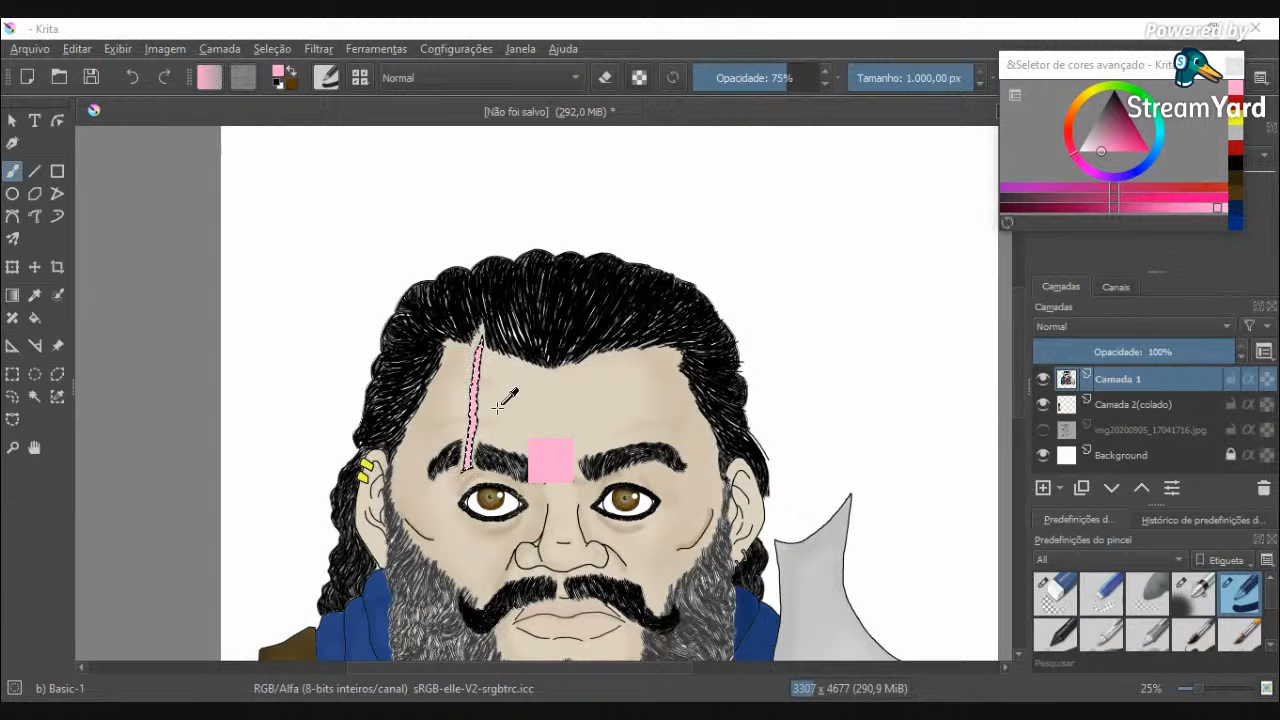 - Krita
Powered by
Arquivo Editar Exibir Imagem Camada Seleção Filtrar Ferramentas Configurações Janela Ajuda
&Seletor de cores avançado - Krita
S
StreamYard
Normal
Opacidade: 75%
Tamanho: 1.000,00 px
[Não foi salvo] (292,0 MiB) *
Camadas Canais
Camadas
Normal
Opacidade: 100%
Camada 1
Camada 2(colado)
img20200905_17041716.jpg
Background
Predefinições d... Histórico de predefinições d...
Predefinições do pincel
All
Etiqueta
Pesquisar
b) Basic-1
RGB/Alfa (8-bits inteiros/canal) sRGB-elle-V2-srgbtrc.icc
3307 x 4677 (290,9 MiB)
25%